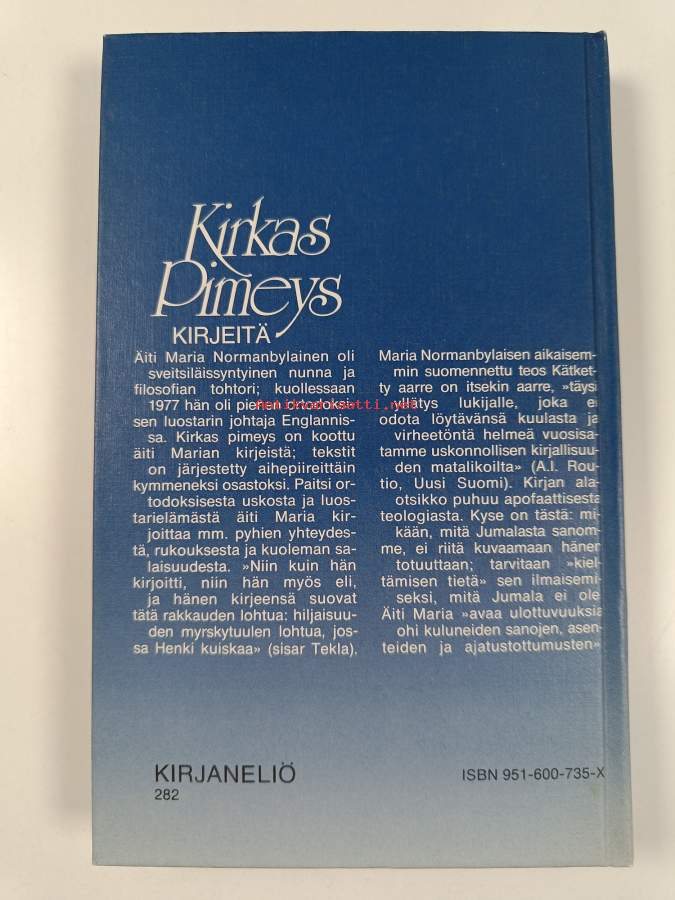 Kirkas
Pimeys
KIRJEITÄ
Äiti Maria Normanbylainen oli
sveitsiläissyntyinen nunna ja
filosofian tohtori; kuollessaan
1977 hän oli pienen ortodoksi-
sen luostarin johtaja Englannis-
sa. Kirkas pimeys on koottu
äiti Marian kirjeistä; tekstit
on järjestetty aihepiireittäin
kymmeneksi osastoksi. Paitsi or-
todoksisesta uskosta ja luos-
tarielämästä äiti Maria kir-
joittaa mm. pyhien yhteydes-
tä, rukouksesta ja kuoleman sa-
laisuudesta. »Niin kuin hän
kirjoitti, niin hän myös eli,
ja hänen kirjeensä suovat
tätä rakkauden lohtua: hiljaisuu-
den myrskytuulen lohtua, jos-
sa Henki kuiskaa» (sisar Tekla).
Maria Normanbylaisen aikaisem-
min suomennettu teos Kätket-
ty aarre on itsekin aarre, »täysi
yllätys lukijalle, joka ei
odota löytävänsä kuulasta ja
virheetöntä helmeä vuosisa-
tamme uskonnollisen kirjallisuu-
den matalikoilta» (A.I. Rou-
tio, Uusi Suomi). Kirjan ala-
otsikko puhuu apofaattisesta
teologiasta. Kyse on tästä: mi-
kään, mitä Jumalasta sanom-
me, ei riitä kuvaamaan hänen
totuuttaan; tarvitaan »kiel-
tämisen tietä» sen ilmaisemi-
seksi, mitä Jumala ei ole
Äiti Maria »avaa ulottuvuuksia
ohi kuluneiden sanojen, asen-
teiden ja ajatustottumusten»
KIRJANELIÖ
282
ISBN 951-600-735-X